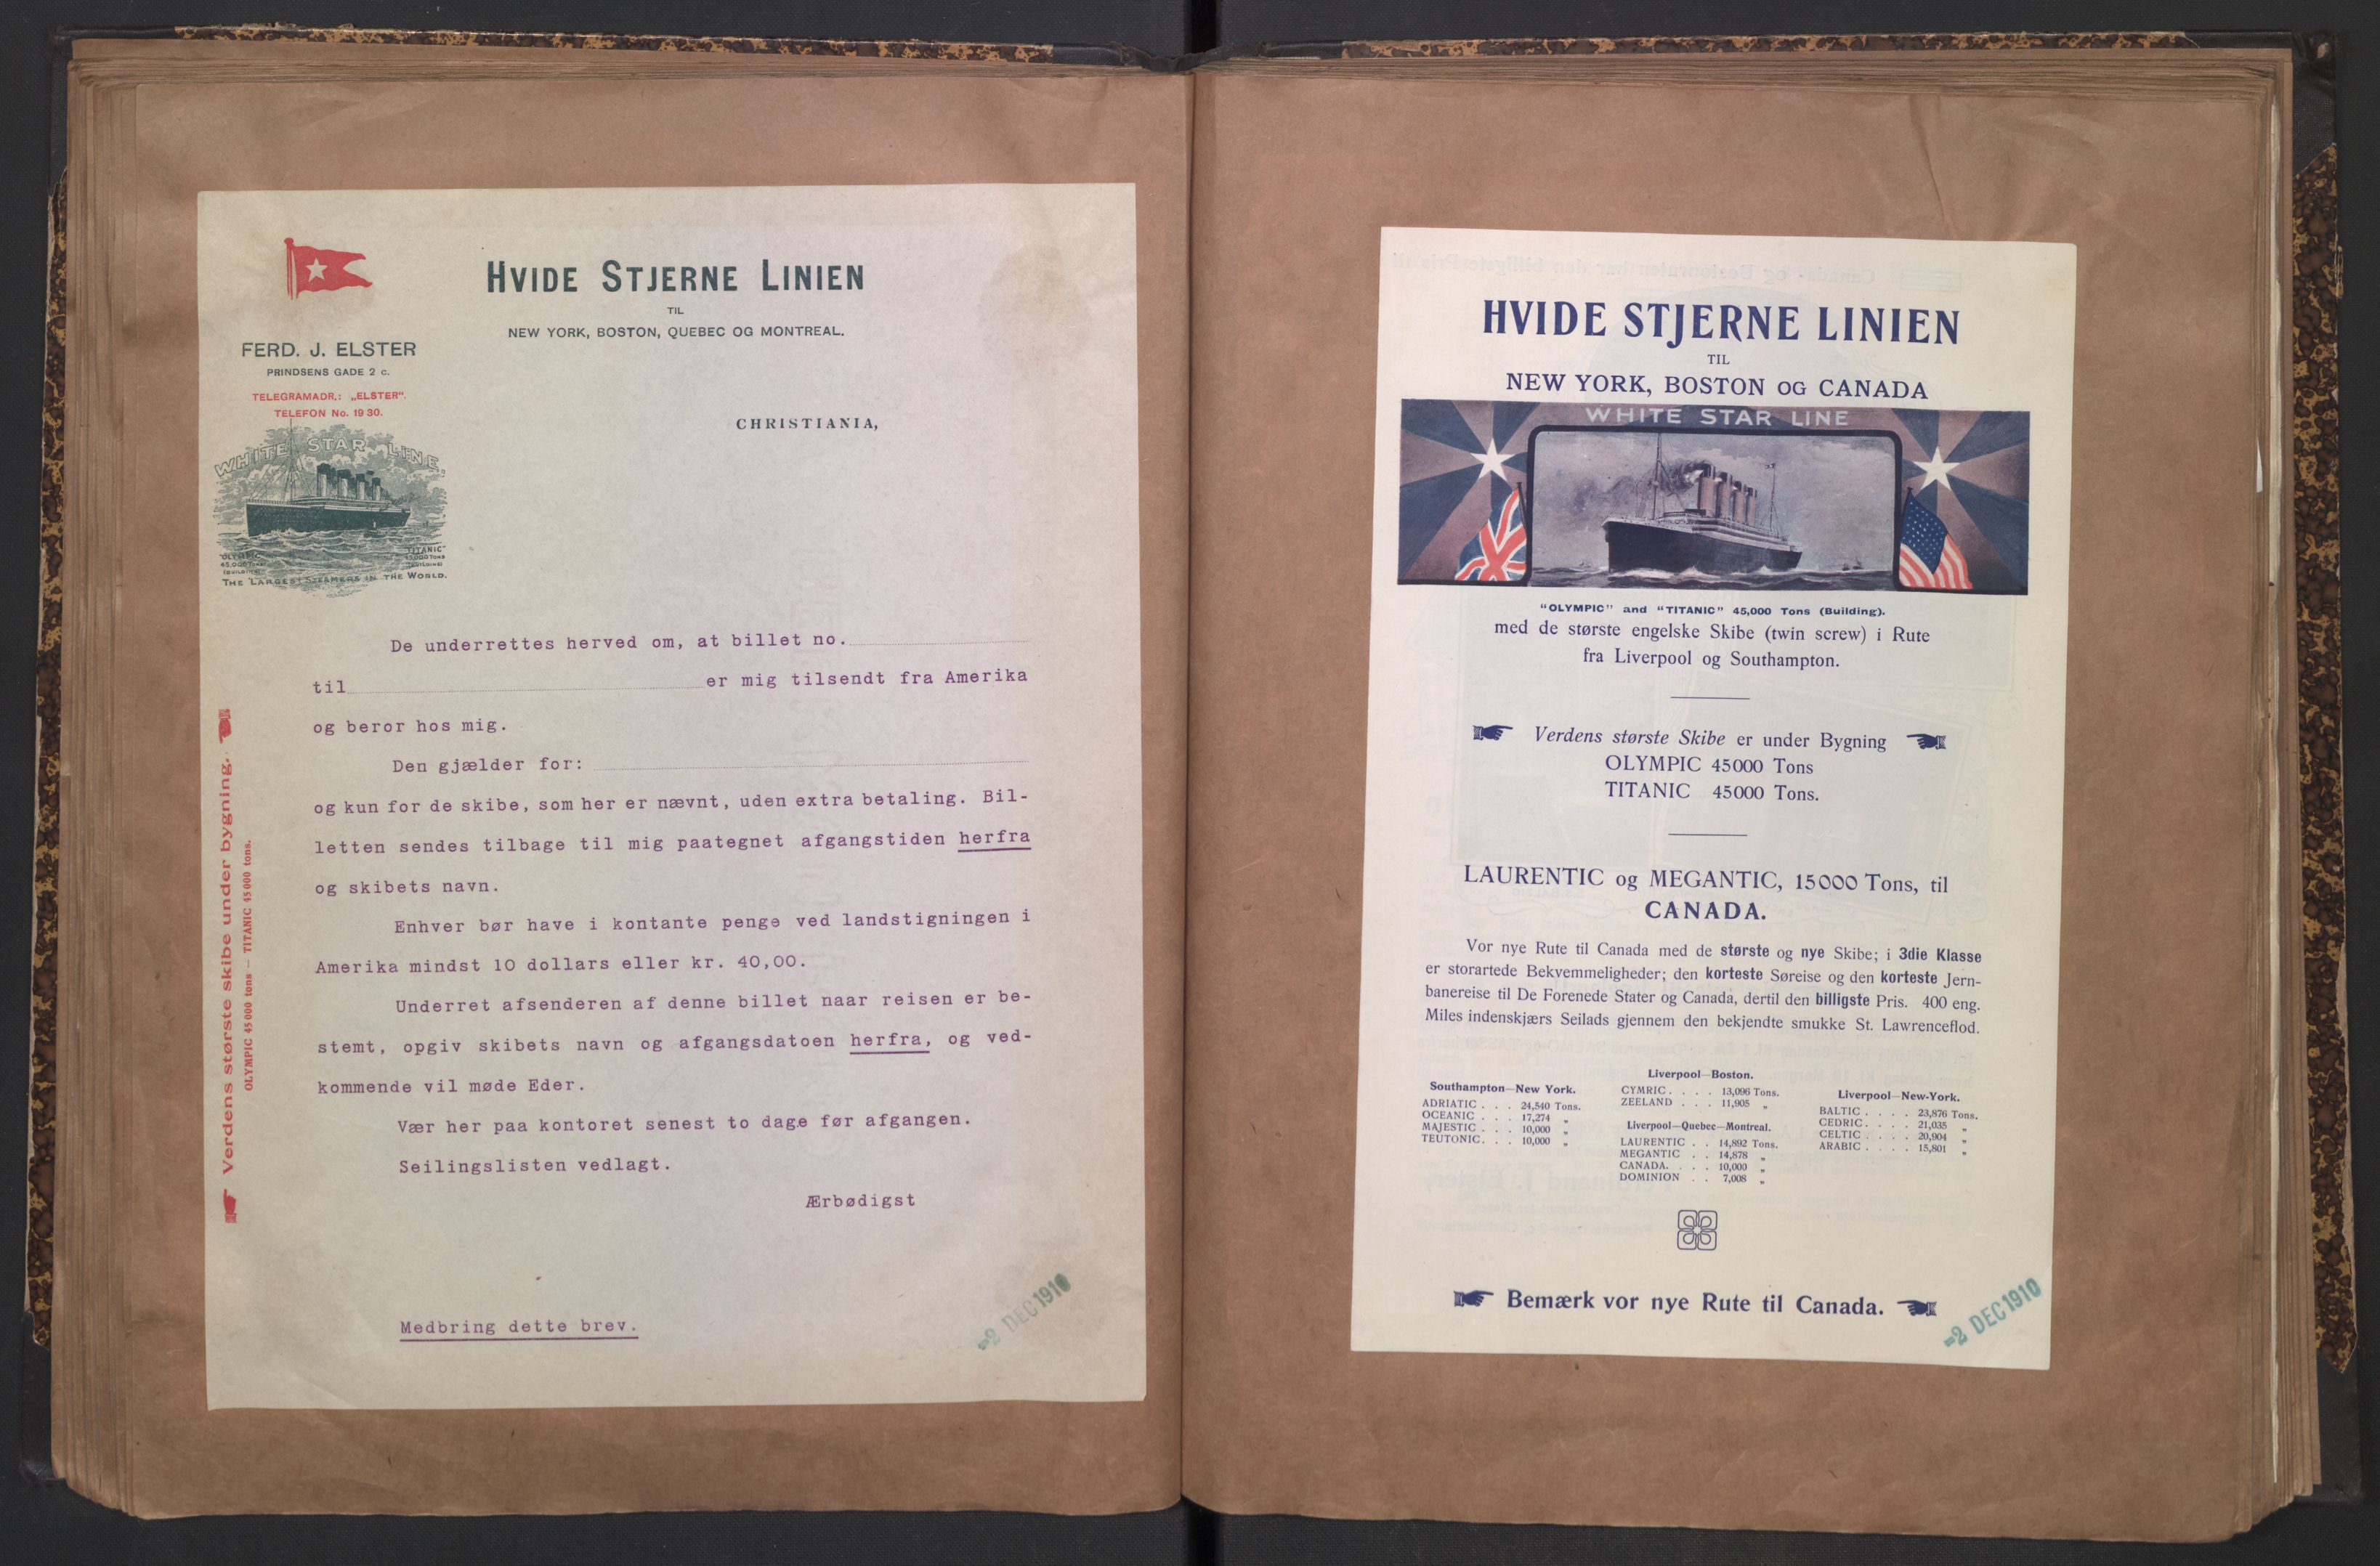 HVIDE STJERNE LINIEN
TIL
NEW YORK, BOSTON, QUEBEC OG MONTREAL.
FERD. J. ELSTER
PRINDSENS GADE 2 c.
TELEGRAMADR.: „ELSTER".
TELEFON No. 19 30.
CHRISTIANIA,
WHITE STAR LINE.
"OLYMPIC" 45,000 TONS (BUILDING)
"TITANIC" 45,000 TONS (BUILDING)
THE LARGEST STEAMERS IN THE WORLD.
De underrettes herved om, at billet no.
til er mig tilsendt fra Amerika
og beror hos mig.
Den gjælder for:
og kun for de skibe, som her er nævnt, uden extra betaling. Bil-
letten sendes tilbage til mig paategnet afgangstiden herfra
og skibets navn.
Enhver bør have i kontante penge ved landstigningen i
Amerika mindst 10 dollars eller kr. 40,00.
Underret afsenderen af denne billet naar reisen er be-
stemt, opgiv skibets navn og afgangsdatoen herfra, og ved-
kommende vil møde Eder.
Vær her paa kontoret senest to dage før afgangen.
Seilingslisten vedlagt.
Ærbødigst
Medbring dette brev.
-2 DEC 1910
Verdens største skibe under bygning.
OLYMPIC 45 000 tons — TITANIC 45 000 tons.
HVIDE STJERNE LINIEN
TIL
NEW YORK, BOSTON OG CANADA
WHITE STAR LINE
"OLYMPIC" and "TITANIC" 45,000 Tons (Building).
med de største engelske Skibe (twin screw) i Rute
fra Liverpool og Southampton.
Verdens største Skibe er under Bygning
OLYMPIC 45000 Tons
TITANIC 45000 Tons.
LAURENTIC og MEGANTIC, 15000 Tons, til
CANADA.
Vor nye Rute til Canada med de største og nye Skibe; i 3die Klasse
er storartede Bekvemmeligheder; den korteste Søreise og den korteste Jern-
banereise til De Forenede Stater og Canada, dertil den billigste Pris. 400 eng.
Miles indenskjærs Seilads gjennem den bekjendte smukke St. Lawrenceflod.
Southampton—New York.
ADRIATIC . . . 24,540 Tons.
OCEANIC . . . 17,274 „
MAJESTIC . . . 10,000 „
TEUTONIC. . . 10,000 „
Liverpool—Boston.
CYMRIC. . . . 13,096 Tons.
ZEELAND . . . 11,905 „
Liverpool—Quebec—Montreal.
LAURENTIC . . 14,892 Tons.
MEGANTIC . . 14,878 „
CANADA. . . . 10,000 „
DOMINION . . 7,008 „
Liverpool—New-York.
BALTIC . . . . 23,876 Tons.
CEDRIC. . . . 21,035 „
CELTIC . . . . 20,904 „
ARABIC . . . . 15,801 „
Bemærk vor nye Rute til Canada.
-2 DEC 1910